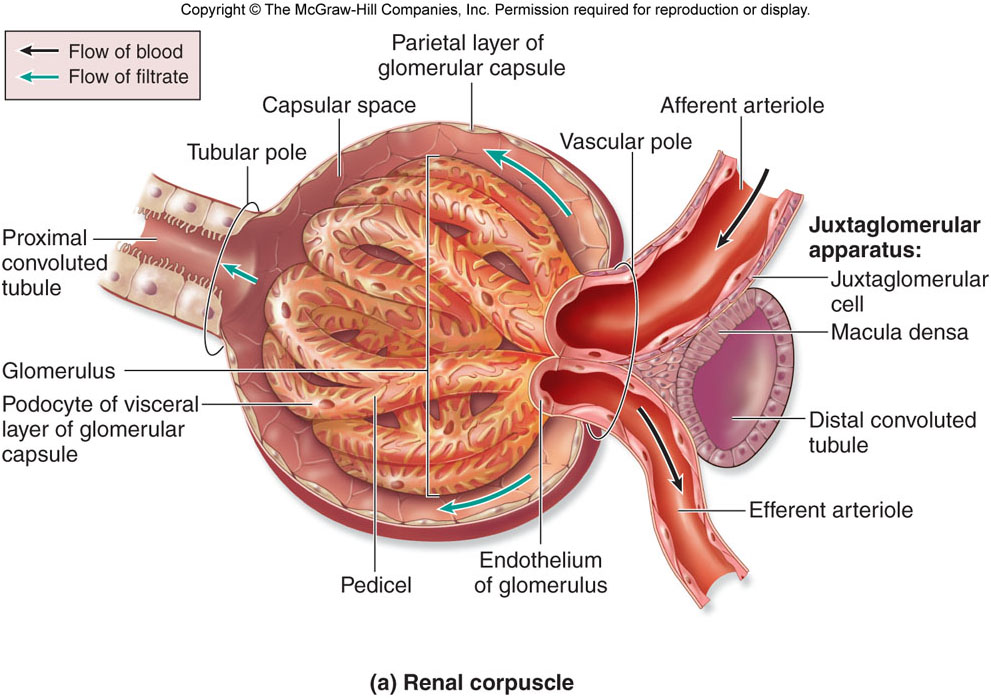 Copyright © The McGraw-Hill Companies, Inc. Permission required for reproduction or display.
Flow of blood
Flow of filtrate
Parietal layer of
glomerular capsule
Capsular space
Afferent arteriole
Vascular pole
Tubular pole
Proximal
convoluted
tubule
Juxtaglomerular
apparatus:
Juxtaglomerular
cell
Macula densa
Glomerulus
Podocyte of visceral
layer of glomerular
capsule
Distal convoluted
tubule
Efferent arteriole
Endothelium
of glomerulus
Pedicel
(a) Renal corpuscle